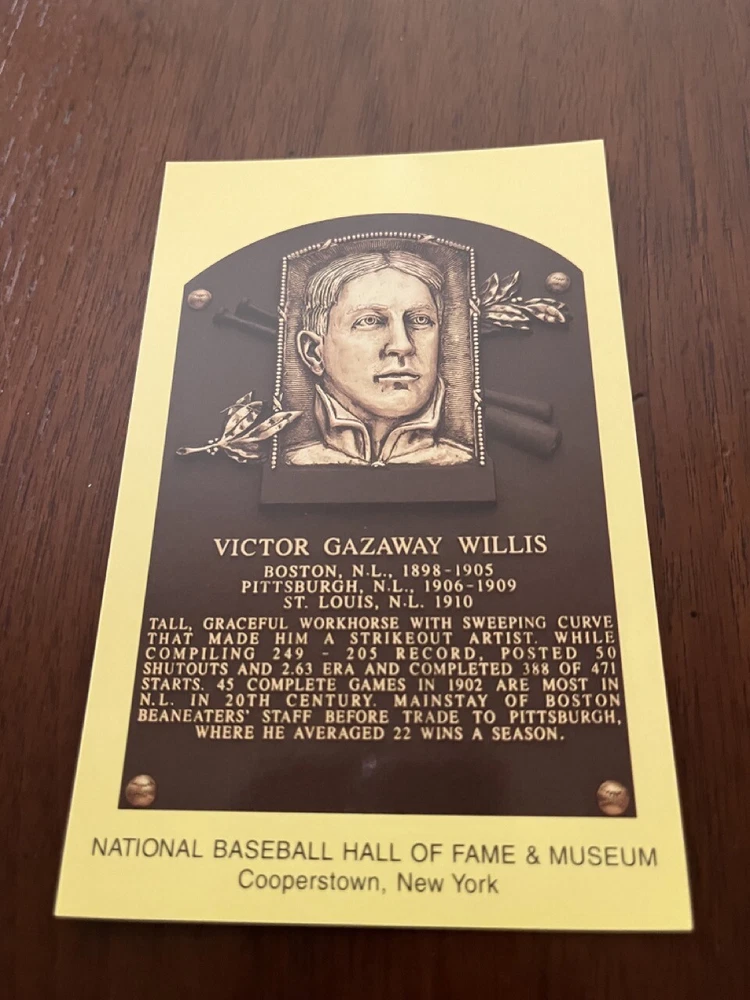 VICTOR GAZAWAY WILLIS
BOSTON, N.L., 1898-1905
PITTSBURGH, N.L., 1906-1909
ST. LOUIS, N.L. 1910
TALL, GRACEFUL WORKHORSE WITH SWEEPING CURVE
THAT MADE HIM A STRIKEOUT ARTIST. WHILE
COMPILING 249 - 205 RECORD, POSTED 50
SHUTOUTS AND 2.63 ERA AND COMPLETED 388 OF 471
STARTS. 45 COMPLETE GAMES IN 1902 ARE MOST IN
N.L. IN 20TH CENTURY. MAINSTAY OF BOSTON
BEANEATERS' STAFF BEFORE TRADE TO PITTSBURGH,
WHERE HE AVERAGED 22 WINS A SEASON.
NATIONAL BASEBALL HALL OF FAME & MUSEUM
Cooperstown, New York